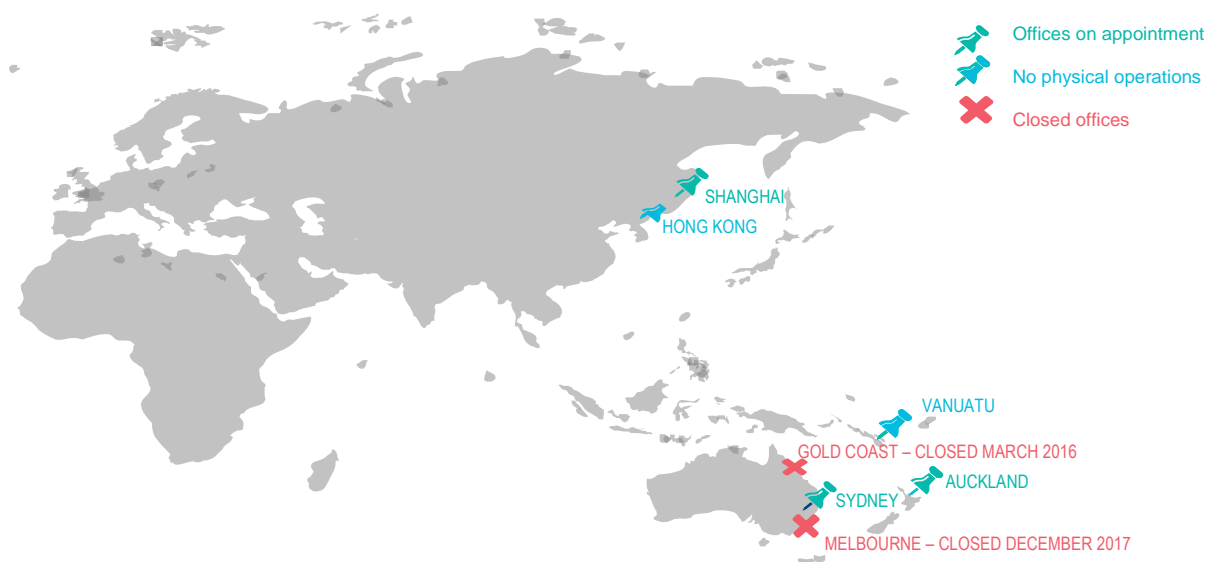 Offices on appointment
No physical operations
Closed offices
SHANGHAI
HONG KONG
VANUATU
GOLD COAST – CLOSED MARCH 2016
AUCKLAND
SYDNEY
MELBOURNE – CLOSED DECEMBER 2017